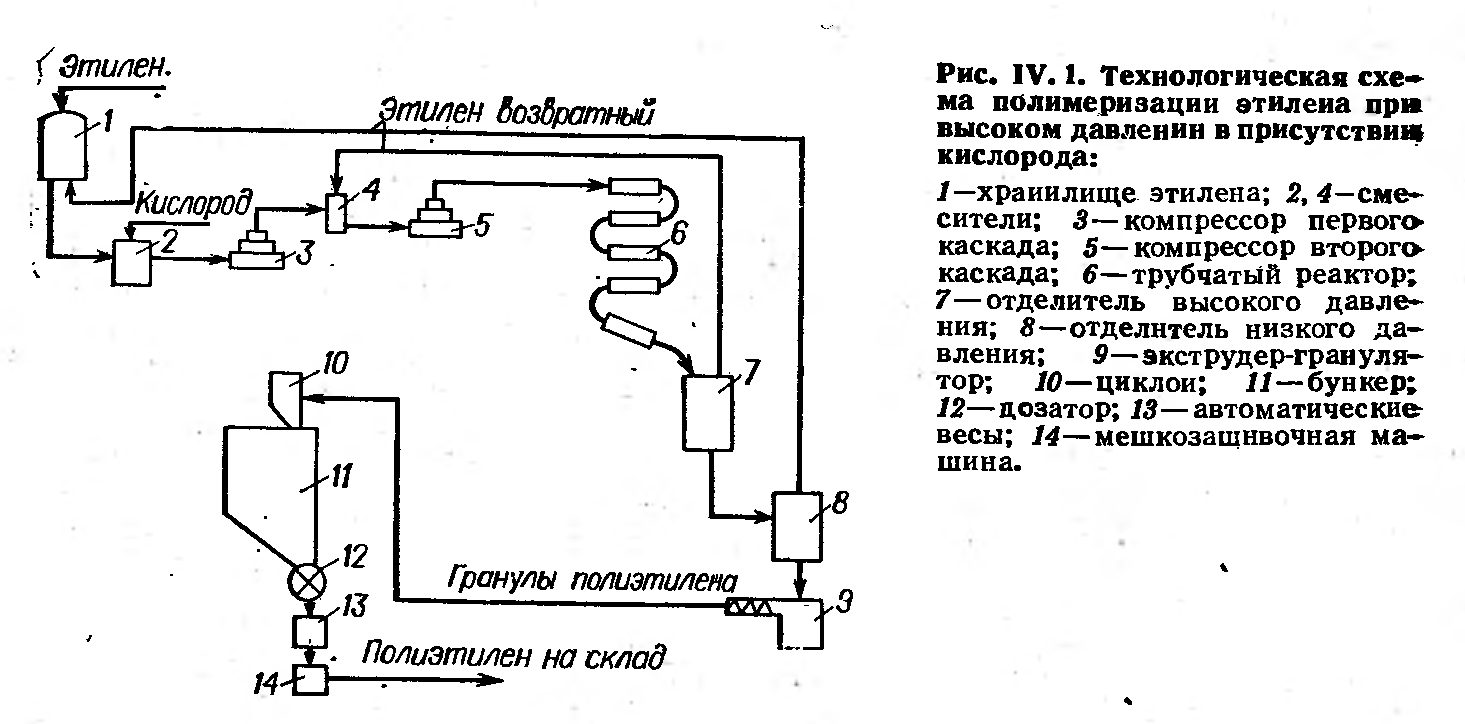 Этилен.
1
Этилен возвратный
Кислород
2
3
4
5
6
7
8
9
10
11
12
13
14
Гранулы полиэтилена
Полиэтилен на склад
Рис. IV. 1. Технологическая схе-
ма полимеризации этилена при
высоком давлении в присутствии
кислорода:
1—хранилище этилена; 2, 4—сме-
сители; 3—компрессор первого
каскада; 5—компрессор второго
каскада; 6—трубчатый реактор;
7—отделитель высокого давле-
ния; 8—отделитель низкого да-
вления; 9—экструдер-грануля-
тор; 10—циклон; 11—бункер;
12—дозатор; 13—автоматические
весы; 14—мешкозащивочная ма-
шина.